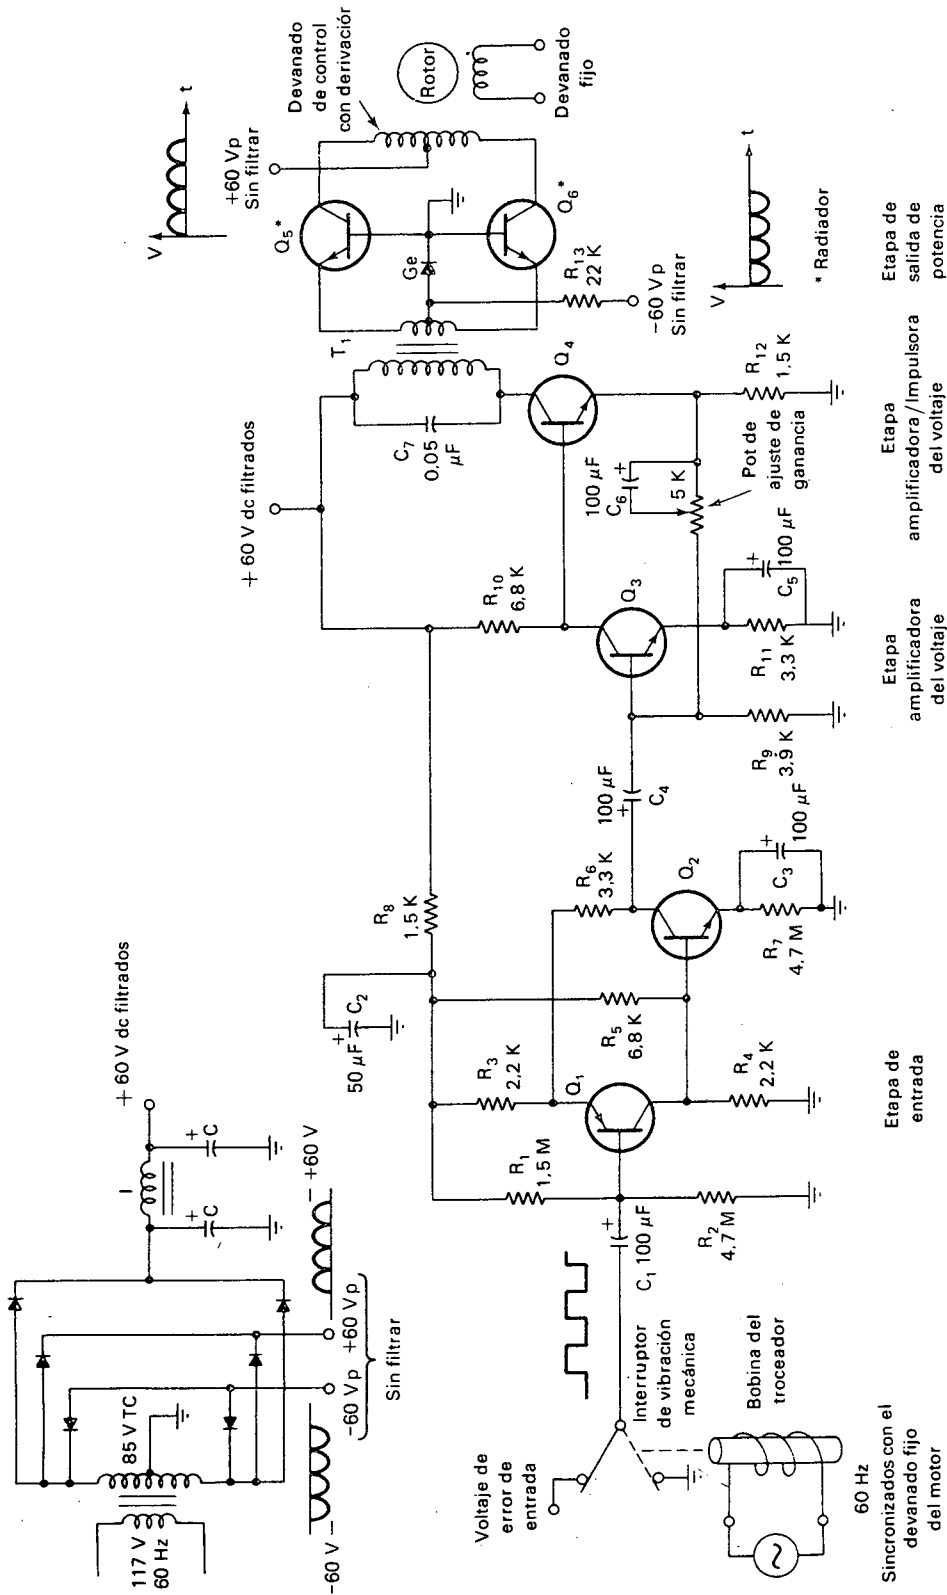 117 V
60 Hz
85 V TC
I
+ C
+ C
+ 60 V dc filtrados
-60 V
-60 Vp +60 Vp
Sin filtrar
+60 V
Voltaje de
error de
entrada
Interruptor
de vibración
mecánica
Bobina del
troceador
60 Hz
Sincronizados con el
devanado fijo
del motor
C1 100 µF
+
R1
1,5 M
R2
4,7 M
R3
2,2 K
Q1
R4
2,2 K
R5
6,8 K
50 µF
+
C2
R8
1,5 K
R6
3,3 K
Q2
R7
4,7 M
C3
+
100 µF
100 µF
+
C4
R9
3,9 K
R10
6,8 K
Q3
R11
3,3 K
C5
+
100 µF
100 µF
C6
+
5 K
Pot de
ajuste de
ganancia
+ 60 V dc filtrados
C7
0,05
µF
T1
Q4
R12
1,5 K
Ge
R13
22 K
-60 Vp
Sin filtrar
Q5*
Q6*
+60 Vp
Sin filtrar
V
t
Devanado
de control
con derivación
Rotor
Devanado
fijo
V
t
* Radiador
Etapa de
entrada
Etapa
amplificadora
del voltaje
Etapa
amplificadora/Impulsora
del voltaje
Etapa de
salida de
potencia